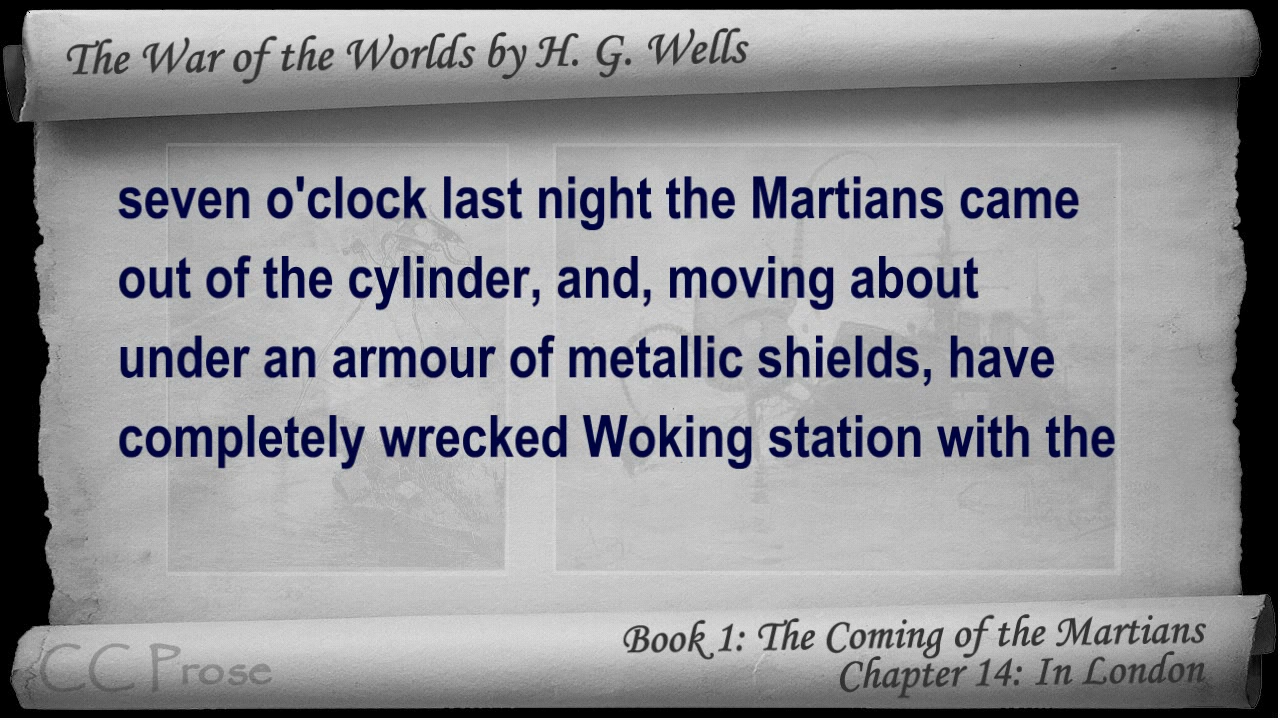 The War of the Worlds by H. G. Wells
seven o'clock last night the Martians came
out of the cylinder, and, moving about
under an armour of metallic shields, have
completely wrecked Woking station with the
Book 1: The Coming of the Martians
Chapter 14: In London
CC Prose